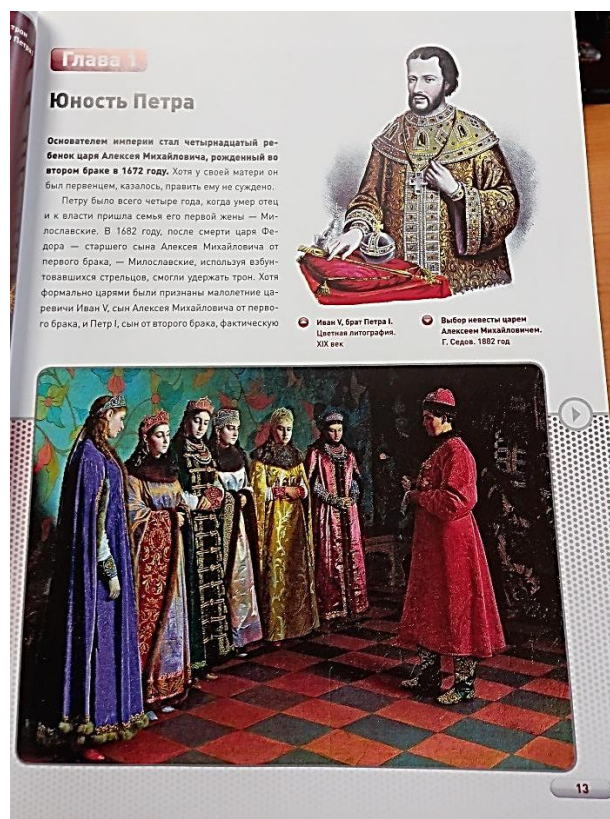 трон
Глава 1
Юность Петра
Основателем империи стал четырнадцатый ре-
бенок царя Алексея Михайловича, рожденный во
втором браке в 1672 году. Хотя у своей матери он
был первенцем, казалось, править ему не суждено.
Петру было всего четыре года, когда умер отец
и к власти пришла семья его первой жены — Ми-
лославские. В 1682 году, после смерти царя Фе-
дора — старшего сына Алексея Михайловича от
первого брака, — Милославские, используя взбун-
товавшихся стрельцов, смогли удержать трон. Хотя
формально царями были признаны малолетние ца-
ревичи Иван V, сын Алексея Михайловича от перво-
го брака, и Петр I, сын от второго брака, фактическую
Иван V, брат Петра I.
Цветная литография.
XIX век
Выбор невесты царем
Алексеем Михайловичем.
Г. Седов. 1882 год
13